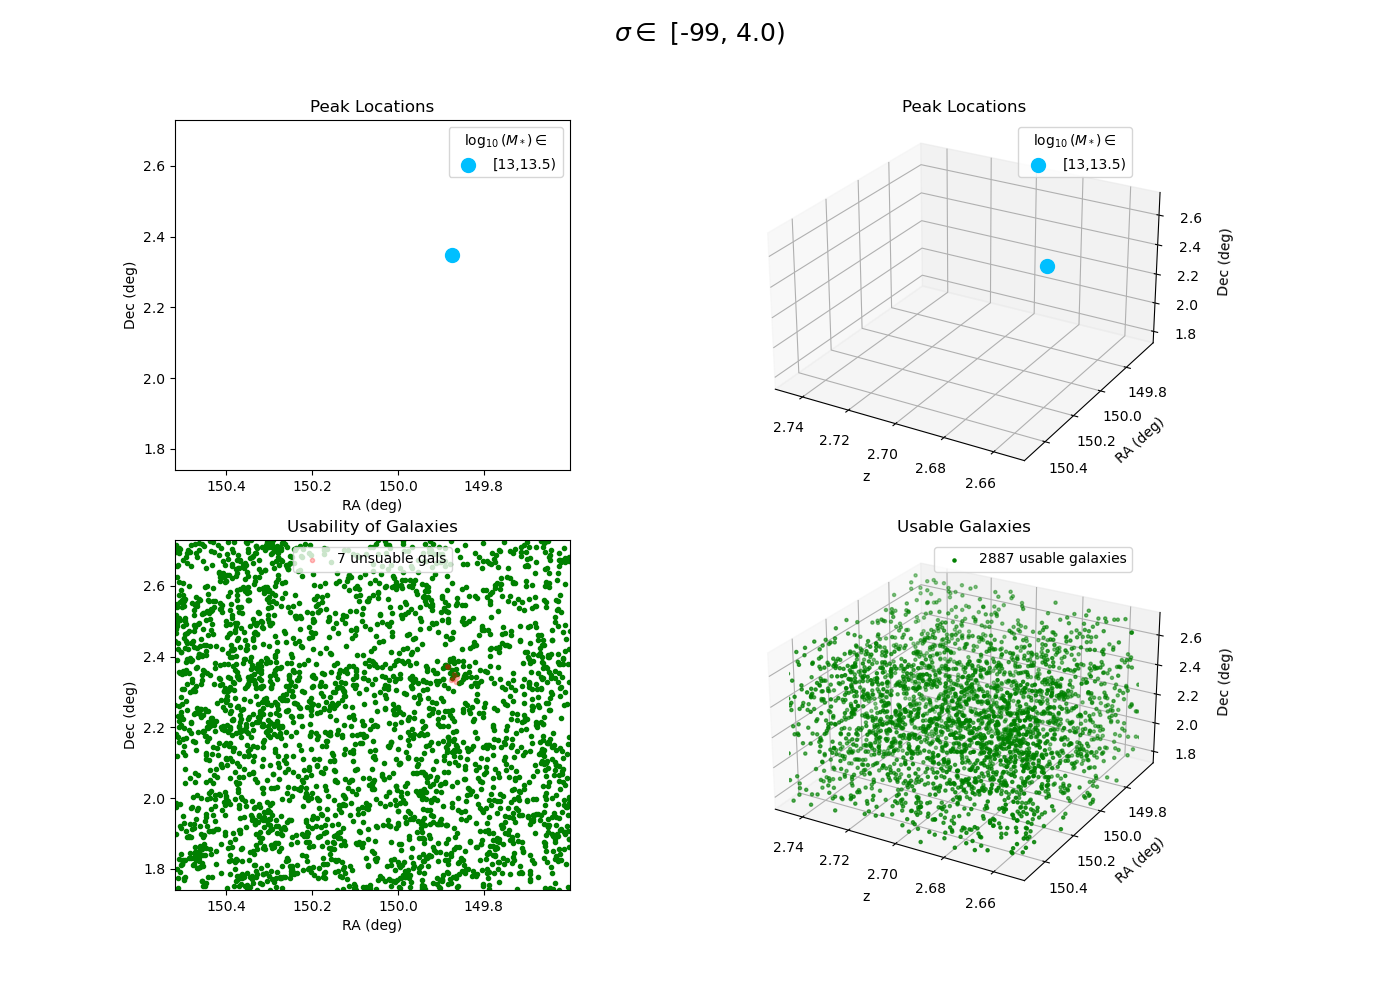 σ ∈ [-99, 4.0)
Peak Locations
log₁₀(M*) ∈
[13,13.5)
2.6
2.4
2.2
2.0
1.8
Dec (deg)
150.4 150.2 150.0 149.8
RA (deg)
Peak Locations
log₁₀(M*) ∈
[13,13.5)
2.6
2.4
2.2
2.0
1.8
Dec (deg)
149.8
150.0
150.2
150.4
RA (deg)
2.74
2.72
2.70
2.68
2.66
z
Usability of Galaxies
7 unsuable gals
2.6
2.4
2.2
2.0
1.8
Dec (deg)
150.4 150.2 150.0 149.8
RA (deg)
Usable Galaxies
2887 usable galaxies
2.6
2.4
2.2
2.0
1.8
Dec (deg)
149.8
150.0
150.2
150.4
RA (deg)
2.74
2.72
2.70
2.68
2.66
z